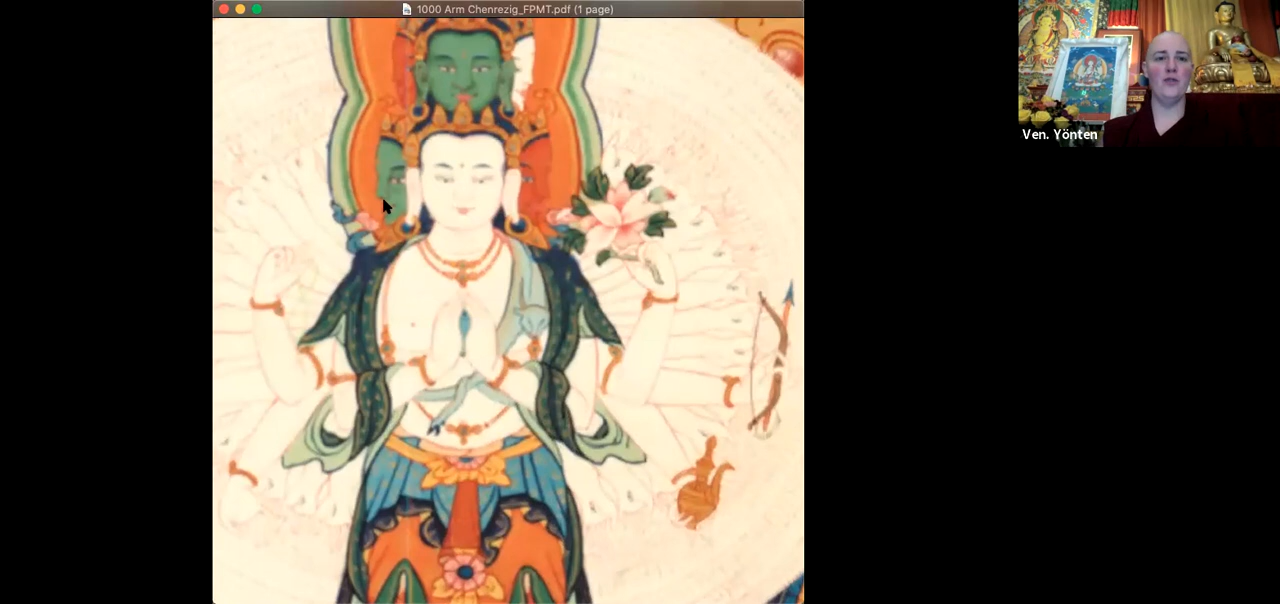 1000 Arm Chenrezig_FPMT.pdf (1 page)
Ven. Yönten